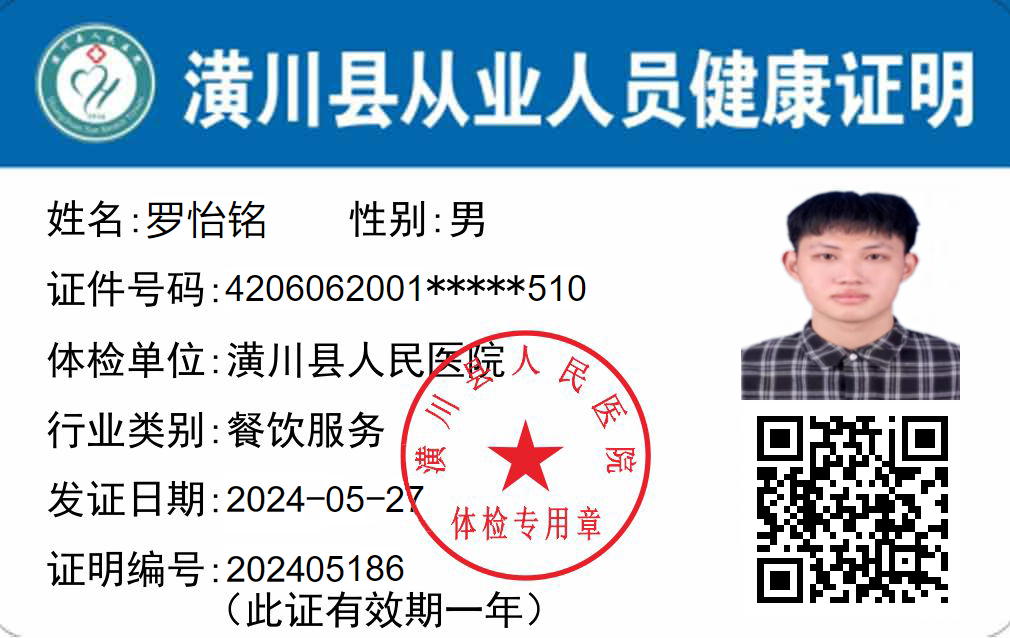 潢川县从业人员健康证明
姓名:罗怡铭 性别:男
证件号码:4206062001*****510
体检单位:潢川县人民医院
行业类别:餐饮服务
发证日期:2024-05-27
证明编号:202405186
（此证有效期一年）
潢川县人民医院
体检专用章